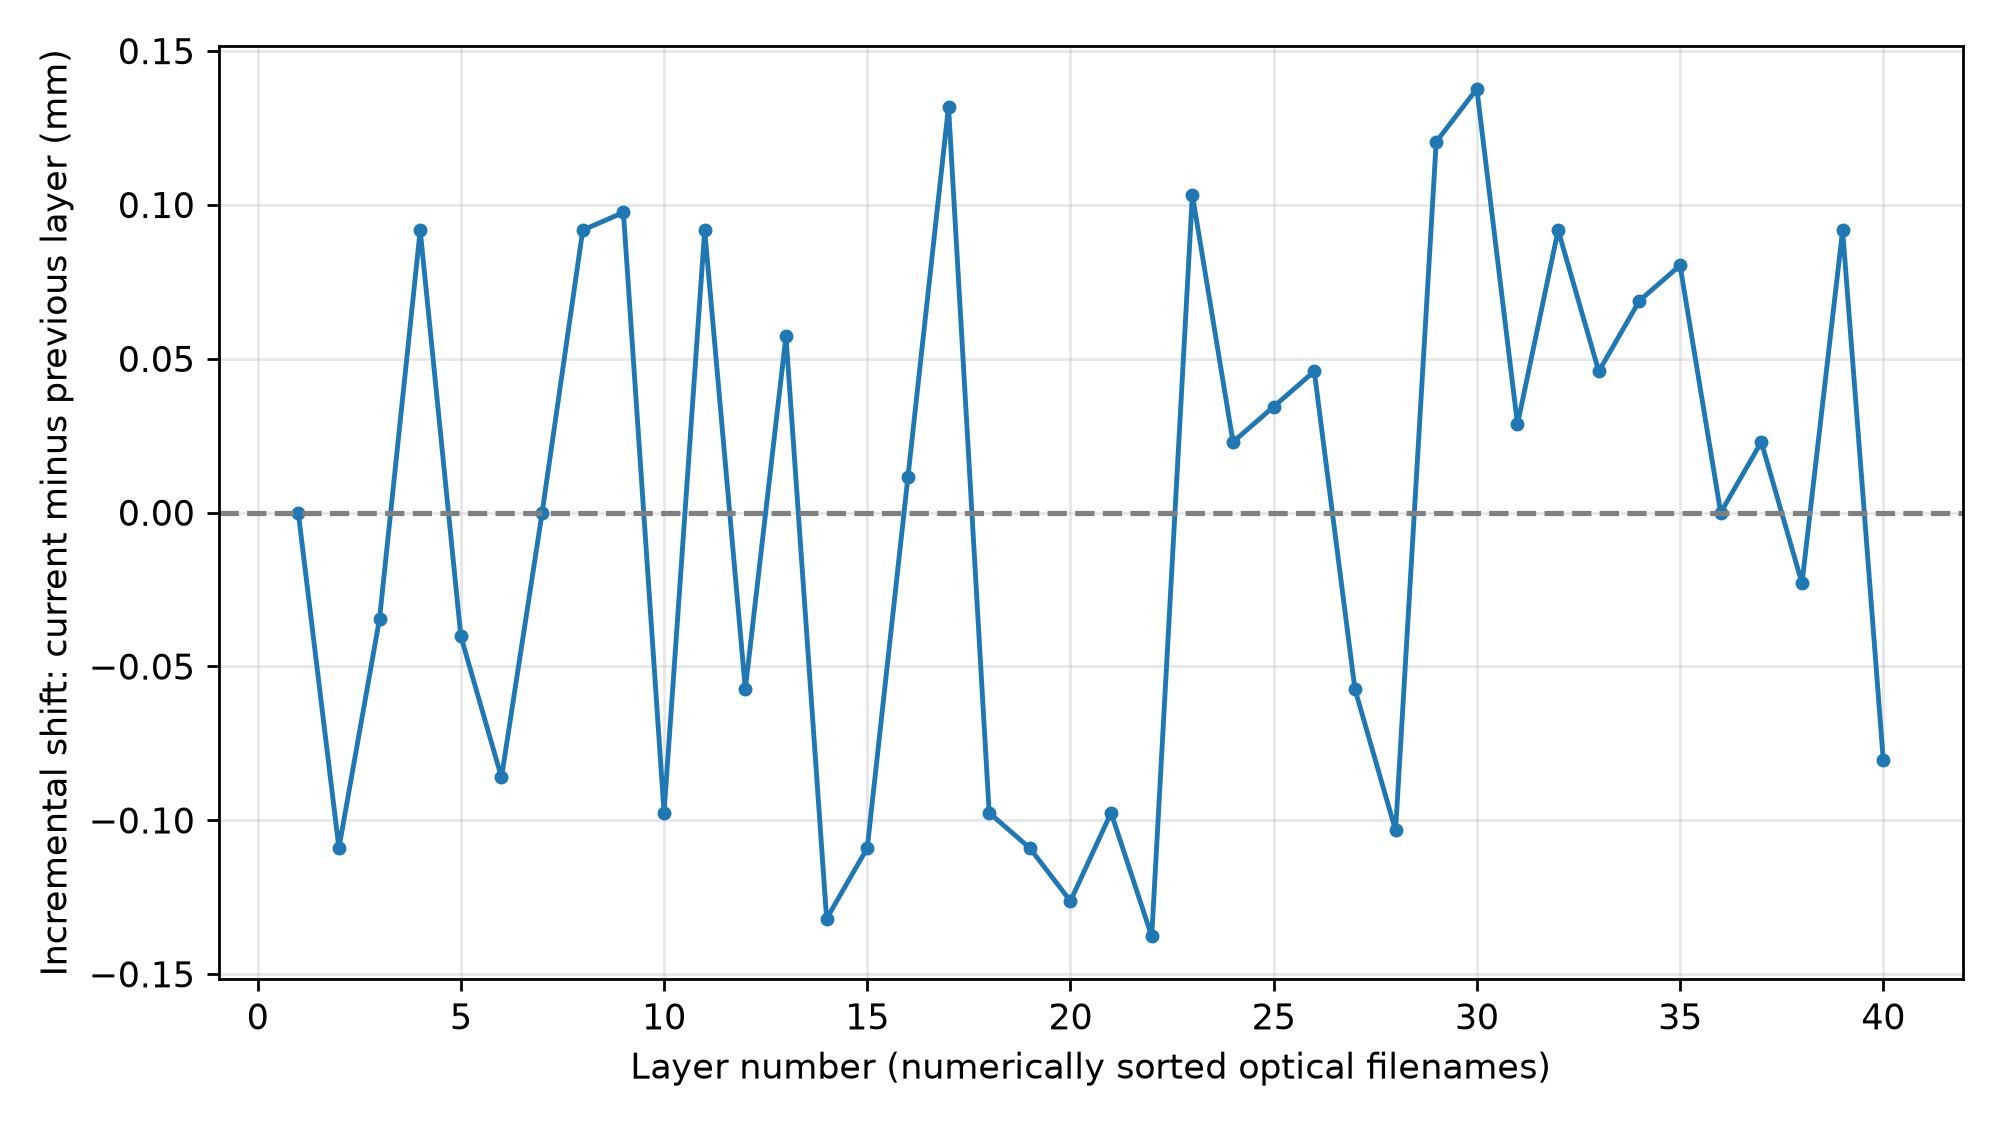 Incremental shift: current minus previous layer (mm)
0.15
0.10
0.05
0.00
−0.05
−0.10
−0.15
0 5 10 15 20 25 30 35 40
Layer number (numerically sorted optical filenames)